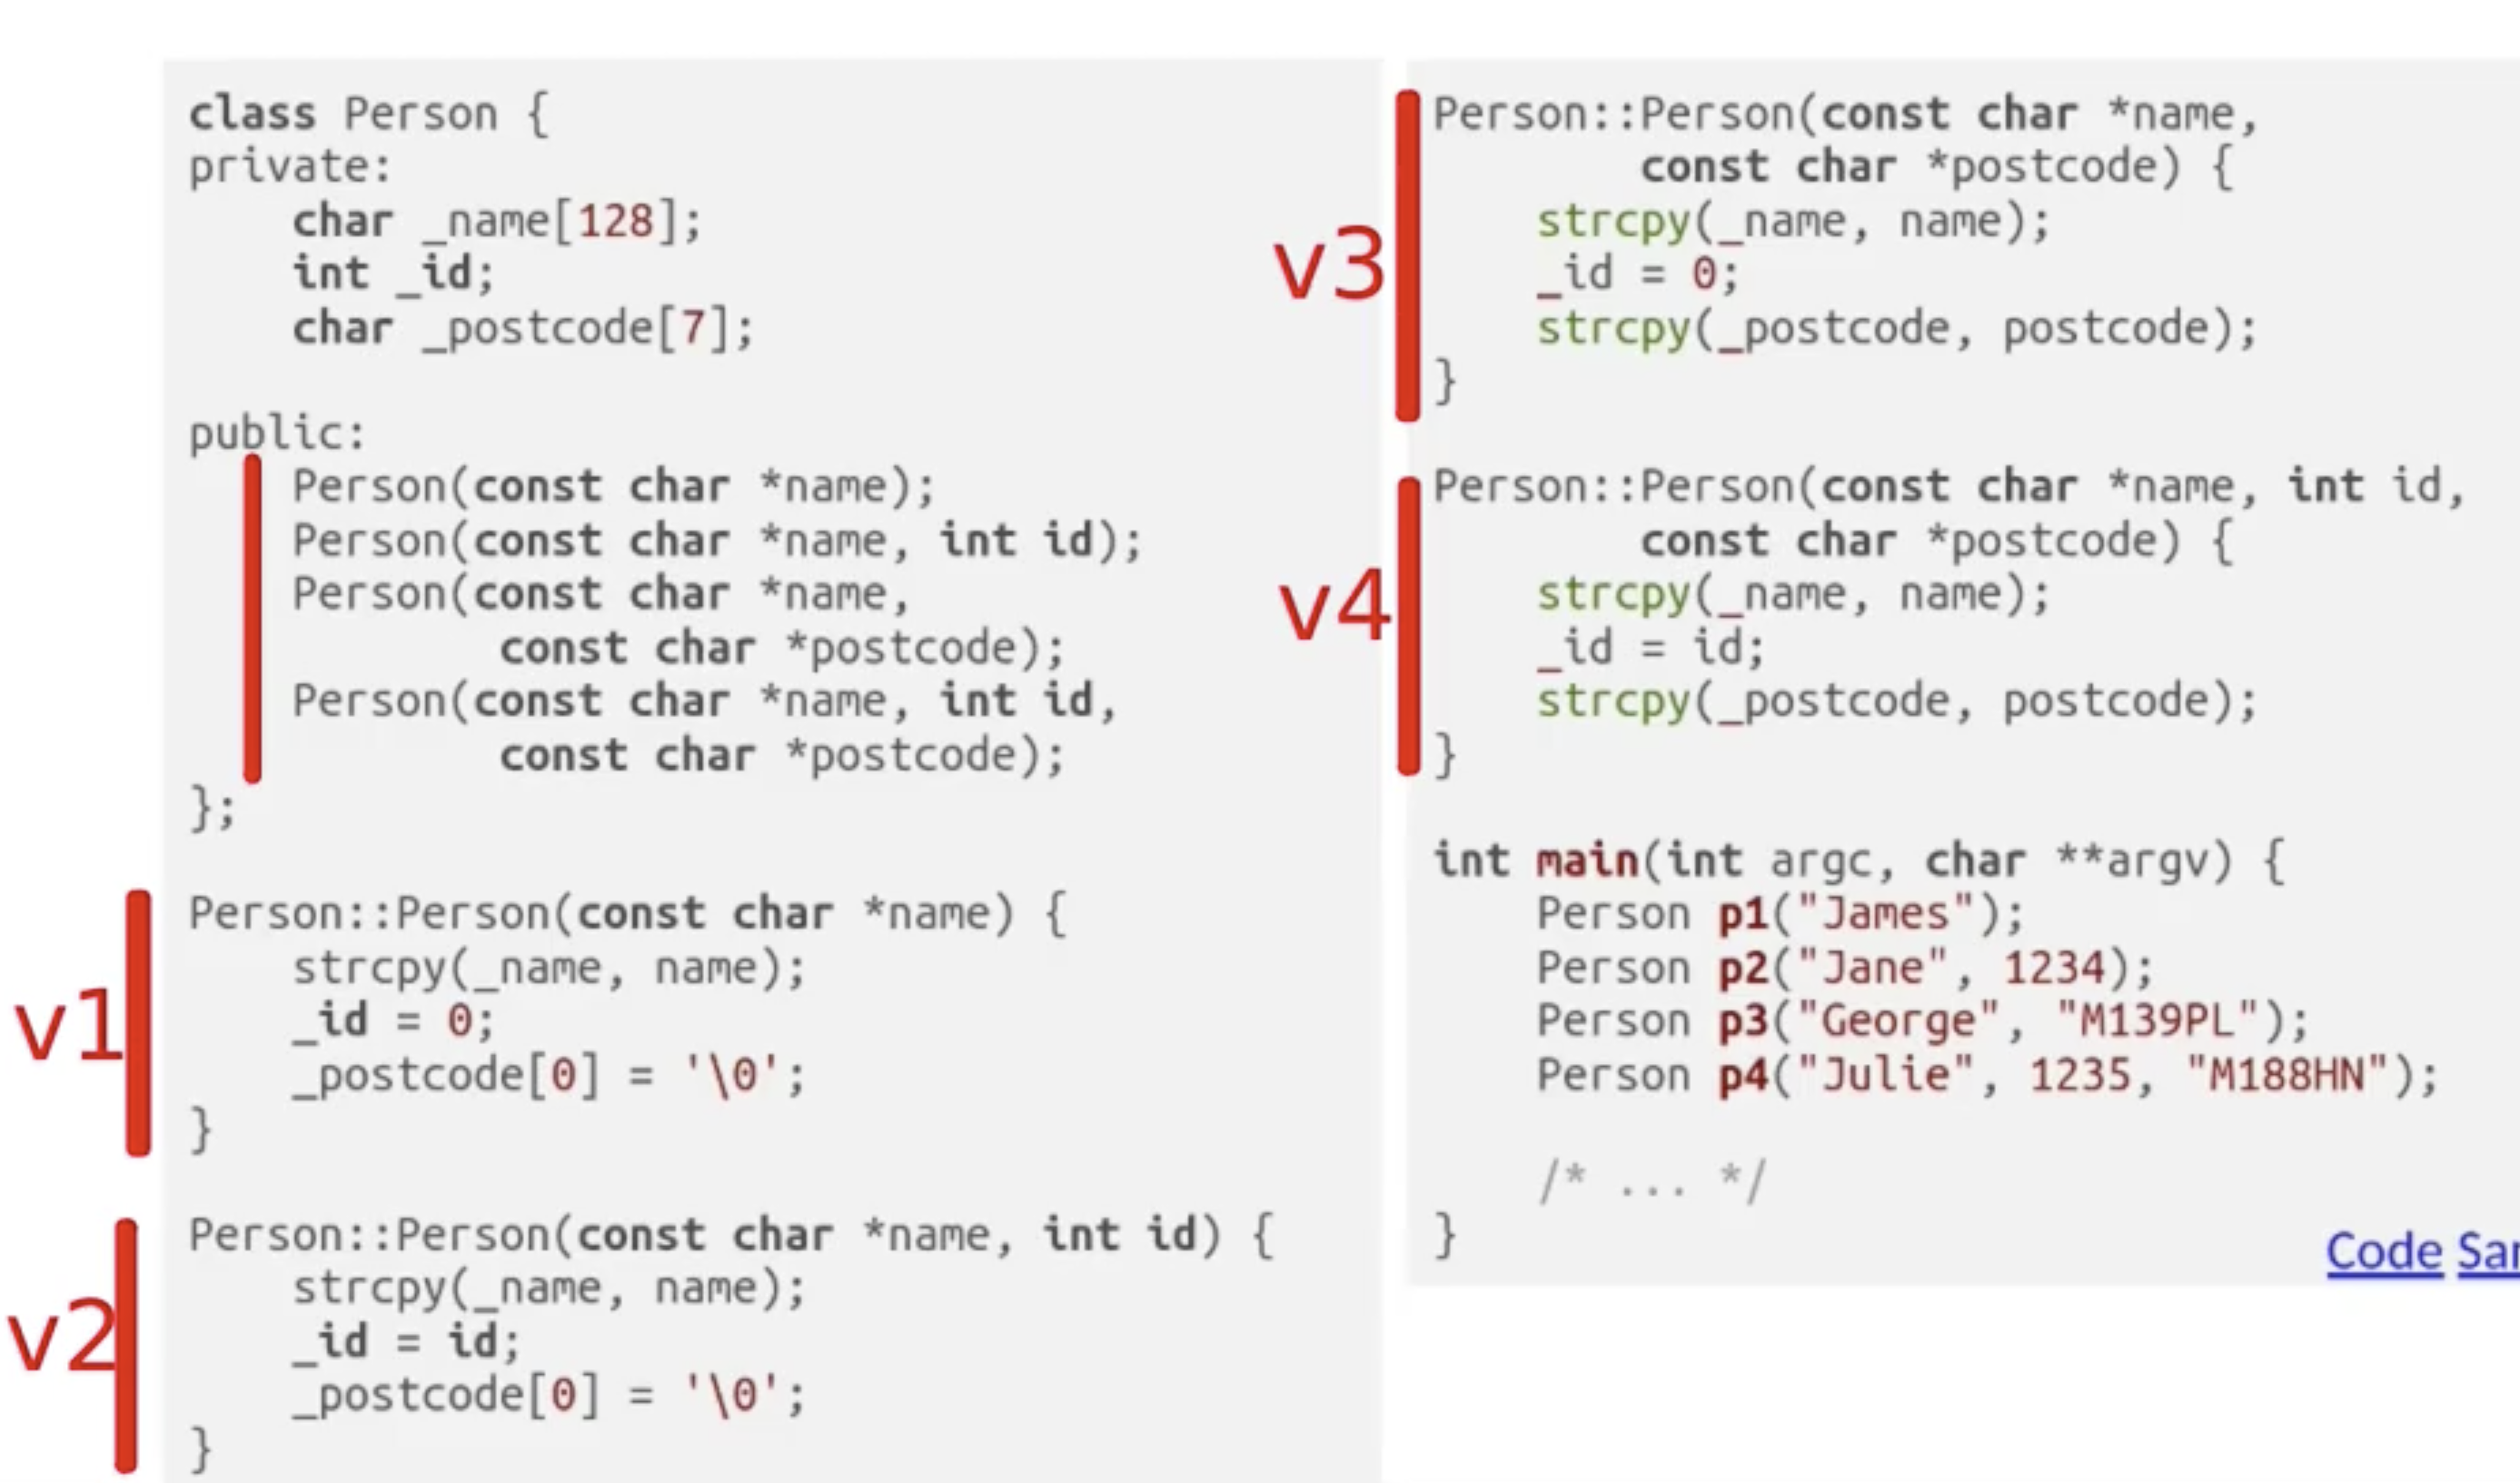 class Person {
private:
    char _name[128];
    int _id;
    char _postcode[7];
public:
    Person(const char *name);
    Person(const char *name, int id);
    Person(const char *name,
            const char *postcode);
    Person(const char *name, int id,
            const char *postcode);
};
v1
Person::Person(const char *name) {
    strcpy(_name, name);
    _id = 0;
    _postcode[0] = '\0';
}
v2
Person::Person(const char *name, int id) {
    strcpy(_name, name);
    _id = id;
    _postcode[0] = '\0';
}
v3
Person::Person(const char *name,
        const char *postcode) {
    strcpy(_name, name);
    _id = 0;
    strcpy(_postcode, postcode);
}
v4
Person::Person(const char *name, int id,
        const char *postcode) {
    strcpy(_name, name);
    _id = id;
    strcpy(_postcode, postcode);
}
int main(int argc, char **argv) {
    Person p1("James");
    Person p2("Jane", 1234);
    Person p3("George", "M139PL");
    Person p4("Julie", 1235, "M188HN");
    /* ... */
}
Code